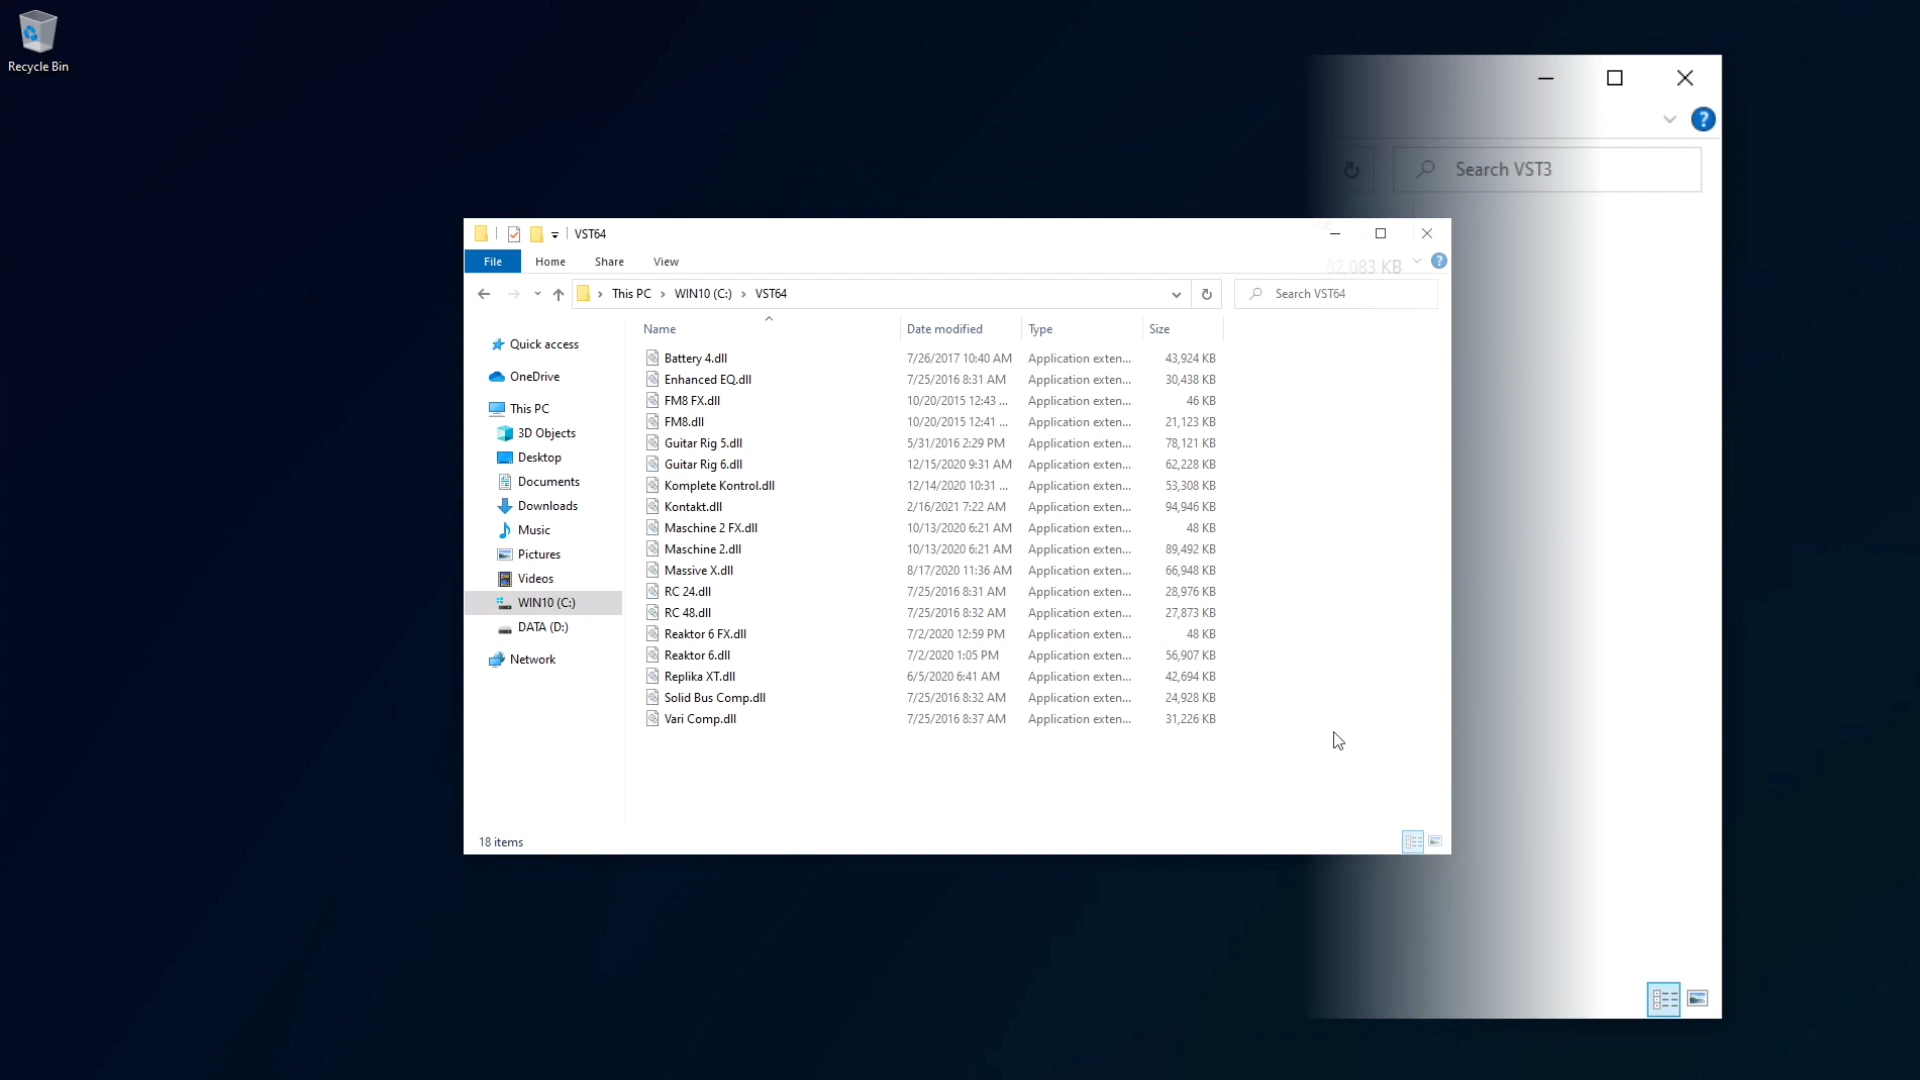 Recycle Bin
Search VST3
VST64
File Home Share View
32,083 KB
This PC WIN10 (C:) VST64
Search VST64
Name Date modified Type Size
Quick access
OneDrive
This PC
3D Objects
Desktop
Documents
Downloads
Music
Pictures
Videos
WIN10 (C:)
DATA (D:)
Network
Battery 4.dll 7/26/2017 10:40 AM Application exten... 43,924 KB
Enhanced EQ.dll 7/25/2016 8:31 AM Application exten... 30,438 KB
FM8 FX.dll 10/20/2015 12:43 ... Application exten... 46 KB
FM8.dll 10/20/2015 12:41 ... Application exten... 21,123 KB
Guitar Rig 5.dll 5/31/2016 2:29 PM Application exten... 78,121 KB
Guitar Rig 6.dll 12/15/2020 9:31 AM Application exten... 62,228 KB
Komplete Kontrol.dll 12/14/2020 10:31 ... Application exten... 53,308 KB
Kontakt.dll 2/16/2021 7:22 AM Application exten... 94,946 KB
Maschine 2 FX.dll 10/13/2020 6:21 AM Application exten... 48 KB
Maschine 2.dll 10/13/2020 6:21 AM Application exten... 89,492 KB
Massive X.dll 8/17/2020 11:36 AM Application exten... 66,948 KB
RC 24.dll 7/25/2016 8:31 AM Application exten... 28,976 KB
RC 48.dll 7/25/2016 8:32 AM Application exten... 27,873 KB
Reaktor 6 FX.dll 7/2/2020 12:59 PM Application exten... 48 KB
Reaktor 6.dll 7/2/2020 1:05 PM Application exten... 56,907 KB
Replika XT.dll 6/5/2020 6:41 AM Application exten... 42,694 KB
Solid Bus Comp.dll 7/25/2016 8:32 AM Application exten... 24,928 KB
Vari Comp.dll 7/25/2016 8:37 AM Application exten... 31,226 KB
18 items